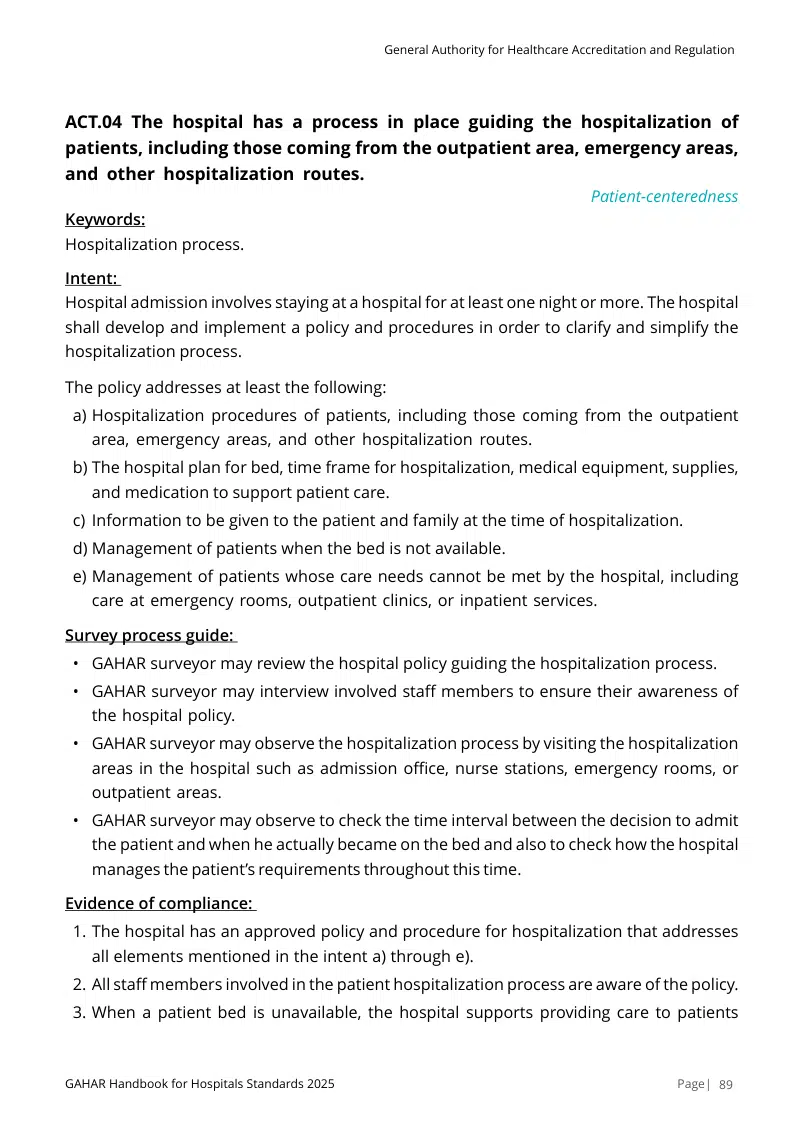 General Authority for Healthcare Accreditation and Regulation
ACT.04 The hospital has a process in place guiding the hospitalization of
patients, including those coming from the outpatient area, emergency areas,
and other hospitalization routes.
Patient-centeredness
Keywords:
Hospitalization process.
Intent:
Hospital admission involves staying at a hospital for at least one night or more. The hospital
shall develop and implement a policy and procedures in order to clarify and simplify the
hospitalization process.
The policy addresses at least the following:
a) Hospitalization procedures of patients, including those coming from the outpatient
area, emergency areas, and other hospitalization routes.
b) The hospital plan for bed, time frame for hospitalization, medical equipment, supplies,
and medication to support patient care.
c) Information to be given to the patient and family at the time of hospitalization.
d) Management of patients when the bed is not available.
e) Management of patients whose care needs cannot be met by the hospital, including
care at emergency rooms, outpatient clinics, or inpatient services.
Survey process guide:
• GAHAR surveyor may review the hospital policy guiding the hospitalization process.
• GAHAR surveyor may interview involved staff members to ensure their awareness of
the hospital policy.
• GAHAR surveyor may observe the hospitalization process by visiting the hospitalization
areas in the hospital such as admission office, nurse stations, emergency rooms, or
outpatient areas.
• GAHAR surveyor may observe to check the time interval between the decision to admit
the patient and when he actually became on the bed and also to check how the hospital
manages the patient’s requirements throughout this time.
Evidence of compliance:
1. The hospital has an approved policy and procedure for hospitalization that addresses
all elements mentioned in the intent a) through e).
2. All staff members involved in the patient hospitalization process are aware of the policy.
3. When a patient bed is unavailable, the hospital supports providing care to patients
GAHAR Handbook for Hospitals Standards 2025
Page| 89